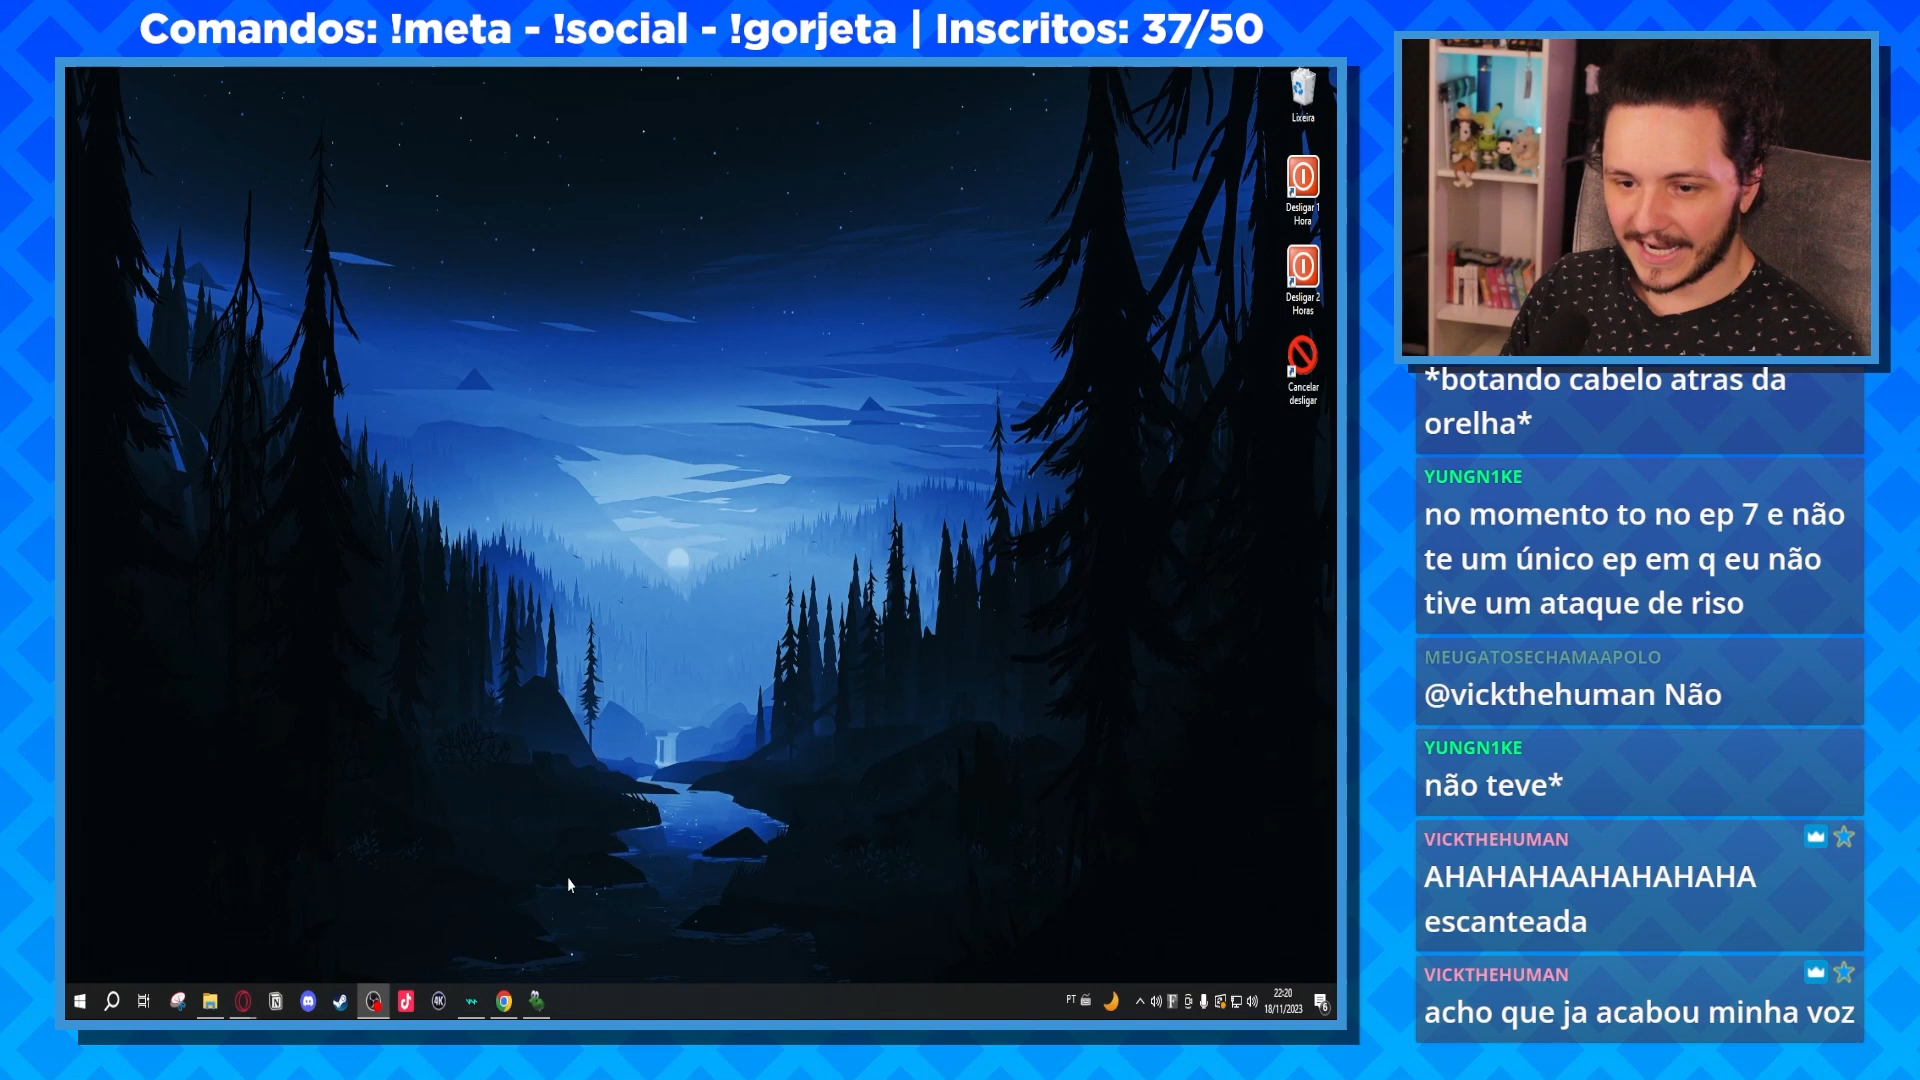 Comandos: !meta - !social - !gorjeta | Inscritos: 37/50
Lixeira
Desligar 1
Hora
Desligar 2
Horas
Cancelar
desligar
*botando cabelo atras da
orelha*
YUNGN1KE
no momento to no ep 7 e não
te um único ep em q eu não
tive um ataque de riso
MEUGATOSECHAMAAPOLO
@vickthehuman Não
YUNGN1KE
não teve*
VICKTHEHUMAN
AHAHAHAAHAHAHAHA
escanteada
VICKTHEHUMAN
acho que ja acabou minha voz
4K
PT
22:20
18/11/2023
6